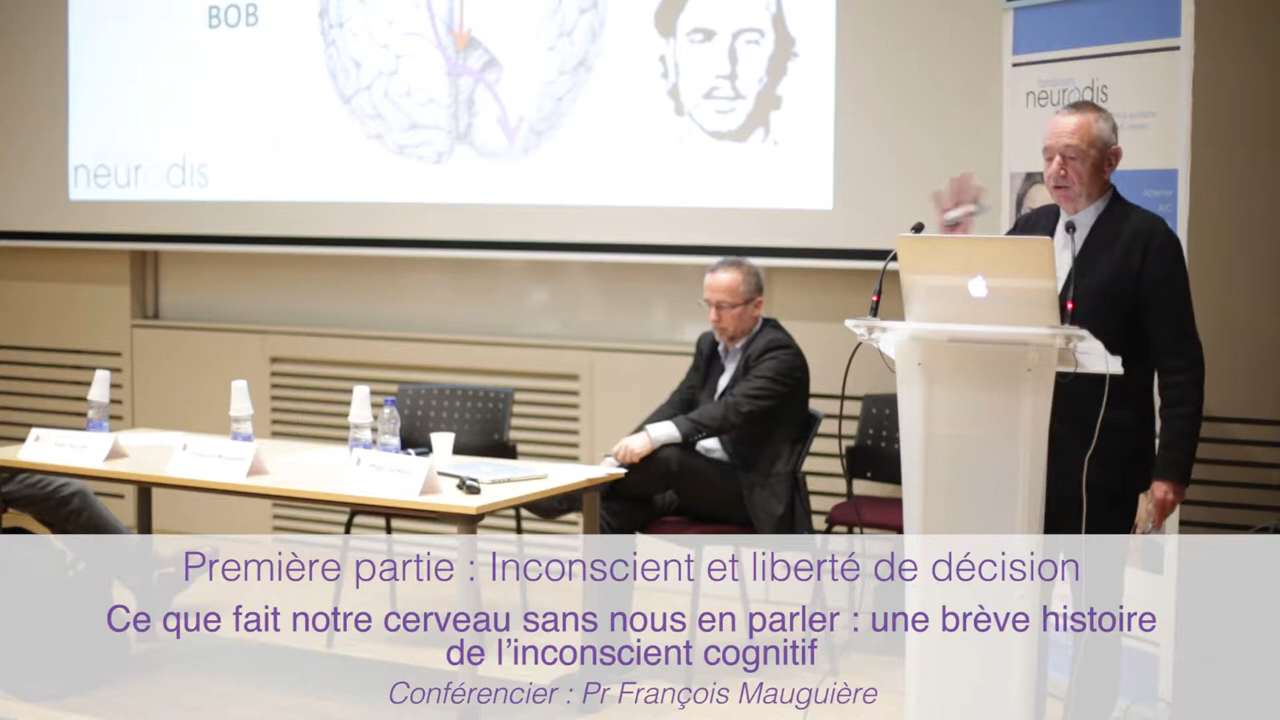 BOB
neurodis
fondation
neurodis
Première partie : Inconscient et liberté de décision
Ce que fait notre cerveau sans nous en parler : une brève histoire
de l’inconscient cognitif
Conférencier : Pr François Mauguière